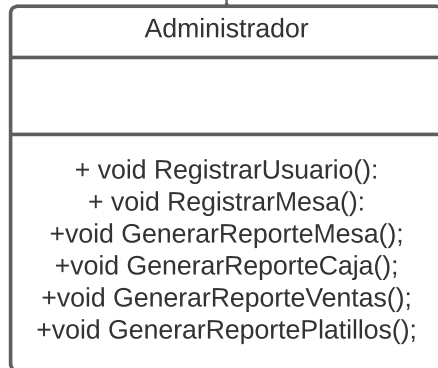 Administrador
+ void RegistrarUsuario():
+ void RegistrarMesa():
+void GenerarReporteMesa();
+void GenerarReporteCaja();
+void GenerarReporteVentas();
+void GenerarReportePlatillos();